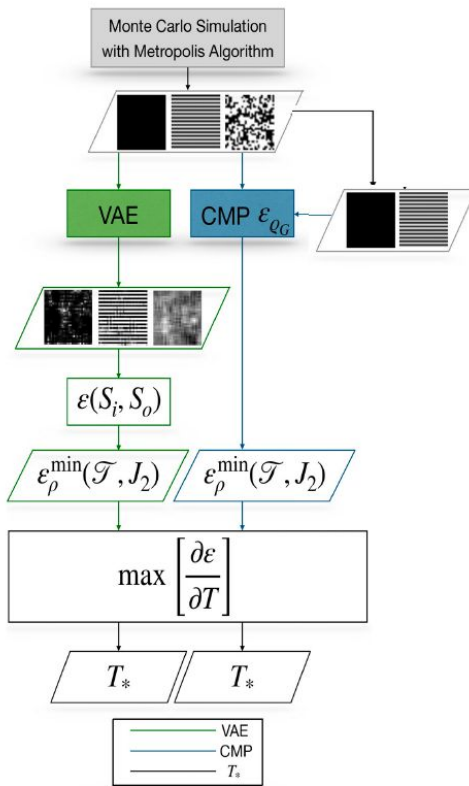 Monte Carlo Simulation
with Metropolis Algorithm
VAE
CMP ε_{ϱ_G}
ε(S_i, S_o)
ε_ρ^{min}(𝒯, J_2)
ε_ρ^{min}(𝒯, J_2)
max [∂ε/∂T]
T_*
T_*
VAE
CMP
T_*